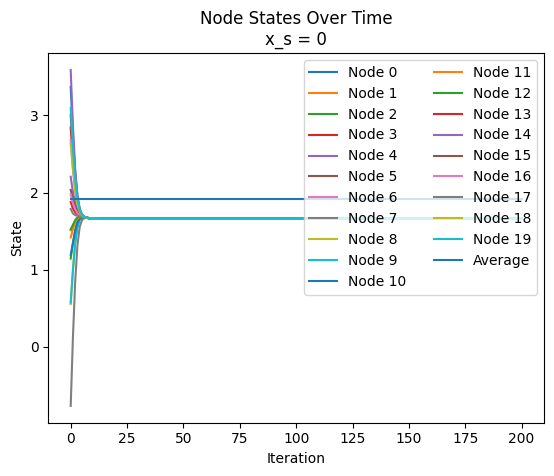 Node States Over Time
x_s = 0
Node 0
Node 1
Node 2
Node 3
Node 4
Node 5
Node 6
Node 7
Node 8
Node 9
Node 10
Node 11
Node 12
Node 13
Node 14
Node 15
Node 16
Node 17
Node 18
Node 19
Average
State
3
2
1
0
0 25 50 75 100 125 150 175 200
Iteration